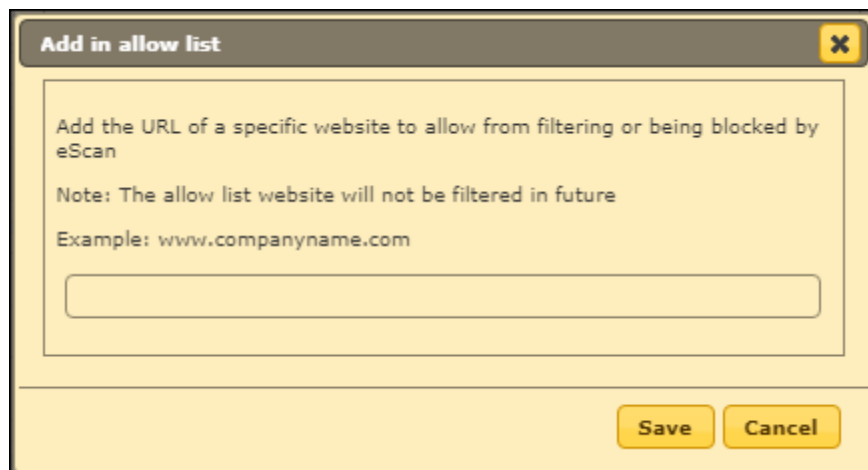 Add in allow list
Add the URL of a specific website to allow from filtering or being blocked by
eScan
Note: The allow list website will not be filtered in future
Example: www.companyname.com
Save Cancel